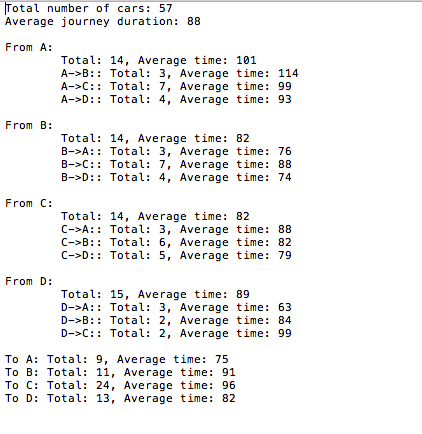 Total number of cars: 57
Average journey duration: 88
From A:
Total: 14, Average time: 101
A->B:: Total: 3, Average time: 114
A->C:: Total: 7, Average time: 99
A->D:: Total: 4, Average time: 93
From B:
Total: 14, Average time: 82
B->A:: Total: 3, Average time: 76
B->C:: Total: 7, Average time: 88
B->D:: Total: 4, Average time: 74
From C:
Total: 14, Average time: 82
C->A:: Total: 3, Average time: 88
C->B:: Total: 6, Average time: 82
C->D:: Total: 5, Average time: 79
From D:
Total: 15, Average time: 89
D->A:: Total: 3, Average time: 63
D->B:: Total: 2, Average time: 84
D->C:: Total: 2, Average time: 99
To A: Total: 9, Average time: 75
To B: Total: 11, Average time: 91
To C: Total: 24, Average time: 96
To D: Total: 13, Average time: 82